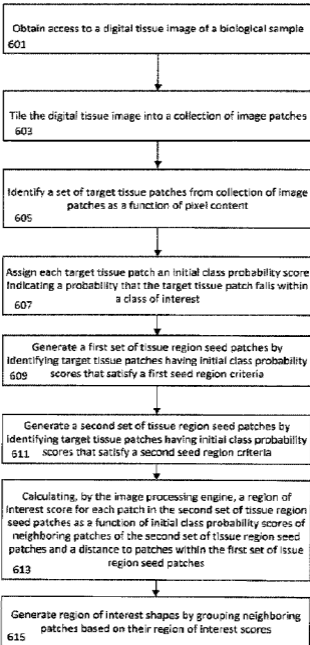 Obtain access to a digital tissue image of a biological sample
601
Tile the digital tissue image into a collection of image patches
603
Identify a set of target tissue patches from collection of image
patches as a function of pixel content
605
Assign each target tissue patch an initial class probability score
indicating a probability that the target tissue patch falls within
a class of interest
607
Generate a first set of tissue region seed patches by
identifying target tissue patches having initial class probability
609 scores that satisfy a first seed region criteria
Generate a second set of tissue region seed patches by
identifying target tissue patches having initial class probability
611 scores that satisfy a second seed region criteria
Calculating, by the image processing engine, a region of
interest score for each patch in the second set of tissue region
seed patches as a function of initial class probability scores of
neighboring patches of the second set of tissue region seed
patches and a distance to patches within the first set of issue
region seed patches
613
Generate region of interest shapes by grouping neighboring
patches based on their region of interest scores
615